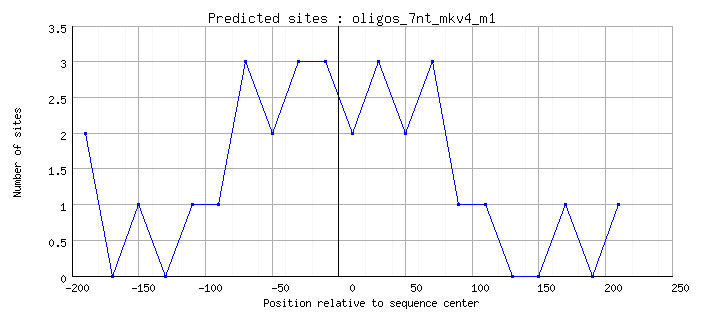 Predicted sites : oligos_7nt_mkv4_m1
3.5
3
2.5
2
1.5
1
0.5
0
Number of sites
-200 -150 -100 -50 0 50 100 150 200 250
Position relative to sequence center